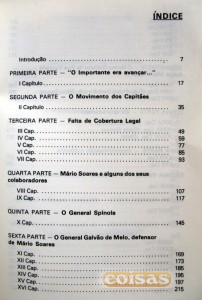 ÍNDICE
Introdução 7
PRIMEIRA PARTE — "O Importante era avançar..."
I Capítulo 17
SEGUNDA PARTE — O Movimento dos Capitães
II Capítulo 35
TERCEIRA PARTE — Falta de Cobertura Legal
III Cap. 49
IV Cap. 59
V Cap. 77
VI Cap. 85
VII Cap. 93
QUARTA PARTE — Mário Soares e alguns dos seus
colaboradores
VIII Cap. 107
IX Cap. 117
QUINTA PARTE — O General Spínola
X Cap. 145
SEXTA PARTE — O General Galvão de Melo, defensor
de Mário Soares
XI Cap. 169
XII Cap. 173
XIII Cap. 185
XIV Cap. 193
XV Cap. 197
XVI Cap. 215
coisas